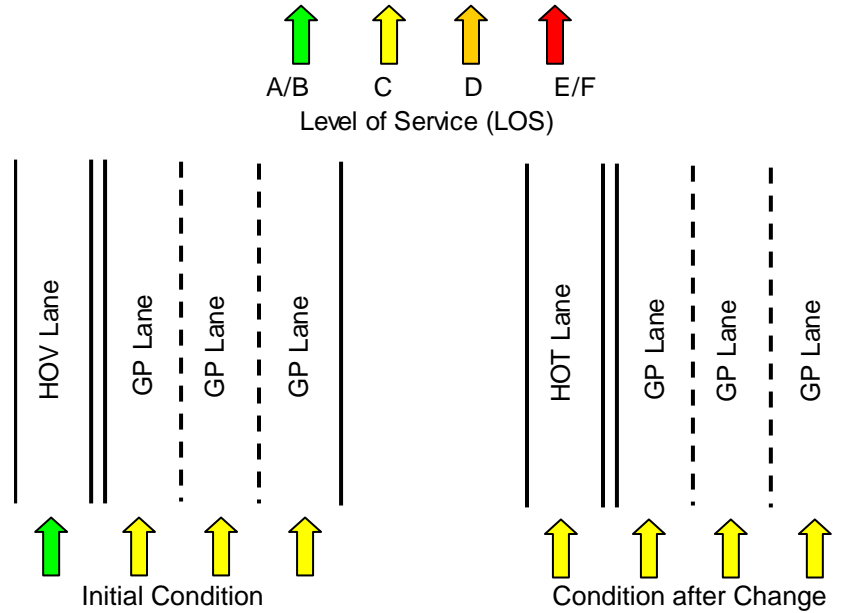 A/B C D E/F
Level of Service (LOS)
HOV Lane
GP Lane
GP Lane
GP Lane
HOT Lane
GP Lane
GP Lane
GP Lane
Initial Condition
Condition after Change